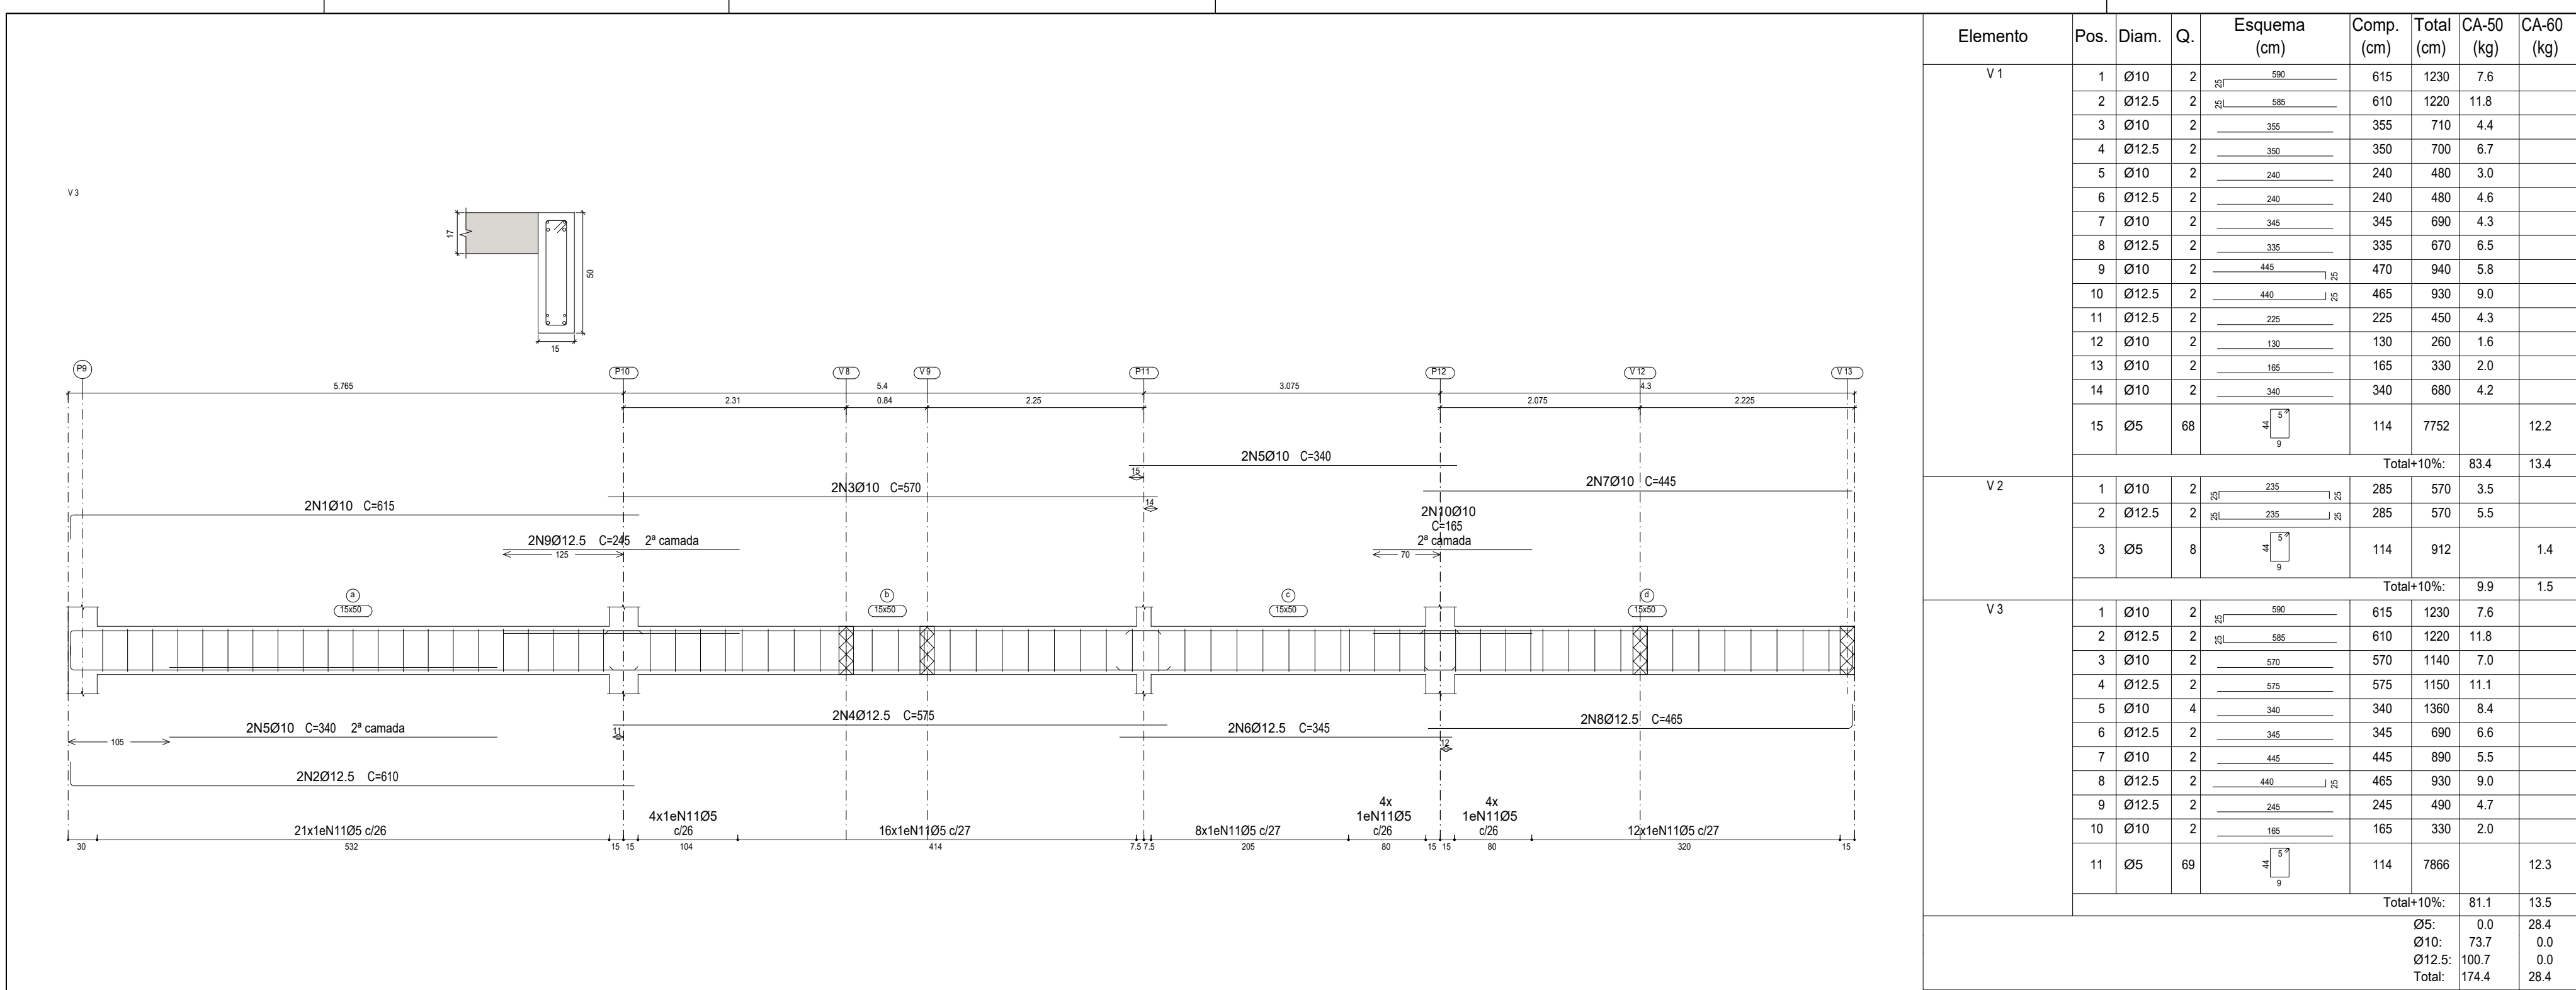 V 3
17
50
15
P9
P10
V 8
V 9
P11
P12
V 12
V 13
5.765
5.4
3.075
4.3
2.31
0.84
2.25
2.075
2.225
2N5Ø10 C=340
15
2N3Ø10 C=570
2N7Ø10 C=445
14
2N1Ø10 C=615
2N10Ø10
C=165
2ª camada
70
2N9Ø12.5 C=245 2ª camada
125
a
15x50
b
15x50
c
15x50
d
15x50
2N4Ø12.5 C=575
2N8Ø12.5 C=465
2N5Ø10 C=340 2ª camada
105
11
2N6Ø12.5 C=345
12
2N2Ø12.5 C=610
21x1eN11Ø5 c/26
4x1eN11Ø5
c/26
16x1eN11Ø5 c/27
8x1eN11Ø5 c/27
4x
1eN11Ø5
c/26
4x
1eN11Ø5
c/26
12x1eN11Ø5 c/27
30 532 15 15 104 414 7.5 7.5 205 80 15 15 80 320 15
Elemento Pos. Diam. Q. Esquema (cm) Comp. (cm) Total (cm) CA-50 (kg) CA-60 (kg)
V 1 1 Ø10 2 25 590 615 1230 7.6
2 Ø12.5 2 25 585 610 1220 11.8
3 Ø10 2 355 355 710 4.4
4 Ø12.5 2 350 350 700 6.7
5 Ø10 2 240 240 480 3.0
6 Ø12.5 2 240 240 480 4.6
7 Ø10 2 345 345 690 4.3
8 Ø12.5 2 335 335 670 6.5
9 Ø10 2 445 25 470 940 5.8
10 Ø12.5 2 440 25 465 930 9.0
11 Ø12.5 2 225 225 450 4.3
12 Ø10 2 130 130 260 1.6
13 Ø10 2 165 165 330 2.0
14 Ø10 2 340 340 680 4.2
15 Ø5 68 44 5 9 114 7752 12.2
Total+10%: 83.4 13.4
V 2 1 Ø10 2 25 235 25 285 570 3.5
2 Ø12.5 2 25 235 25 285 570 5.5
3 Ø5 8 44 5 9 114 912 1.4
Total+10%: 9.9 1.5
V 3 1 Ø10 2 25 590 615 1230 7.6
2 Ø12.5 2 25 585 610 1220 11.8
3 Ø10 2 570 570 1140 7.0
4 Ø12.5 2 575 575 1150 11.1
5 Ø10 4 340 340 1360 8.4
6 Ø12.5 2 345 345 690 6.6
7 Ø10 2 445 445 890 5.5
8 Ø12.5 2 440 25 465 930 9.0
9 Ø12.5 2 245 245 490 4.7
10 Ø10 2 165 165 330 2.0
11 Ø5 69 44 5 9 114 7866 12.3
Total+10%: 81.1 13.5
Ø5: 0.0 28.4
Ø10: 73.7 0.0
Ø12.5: 100.7 0.0
Total: 174.4 28.4